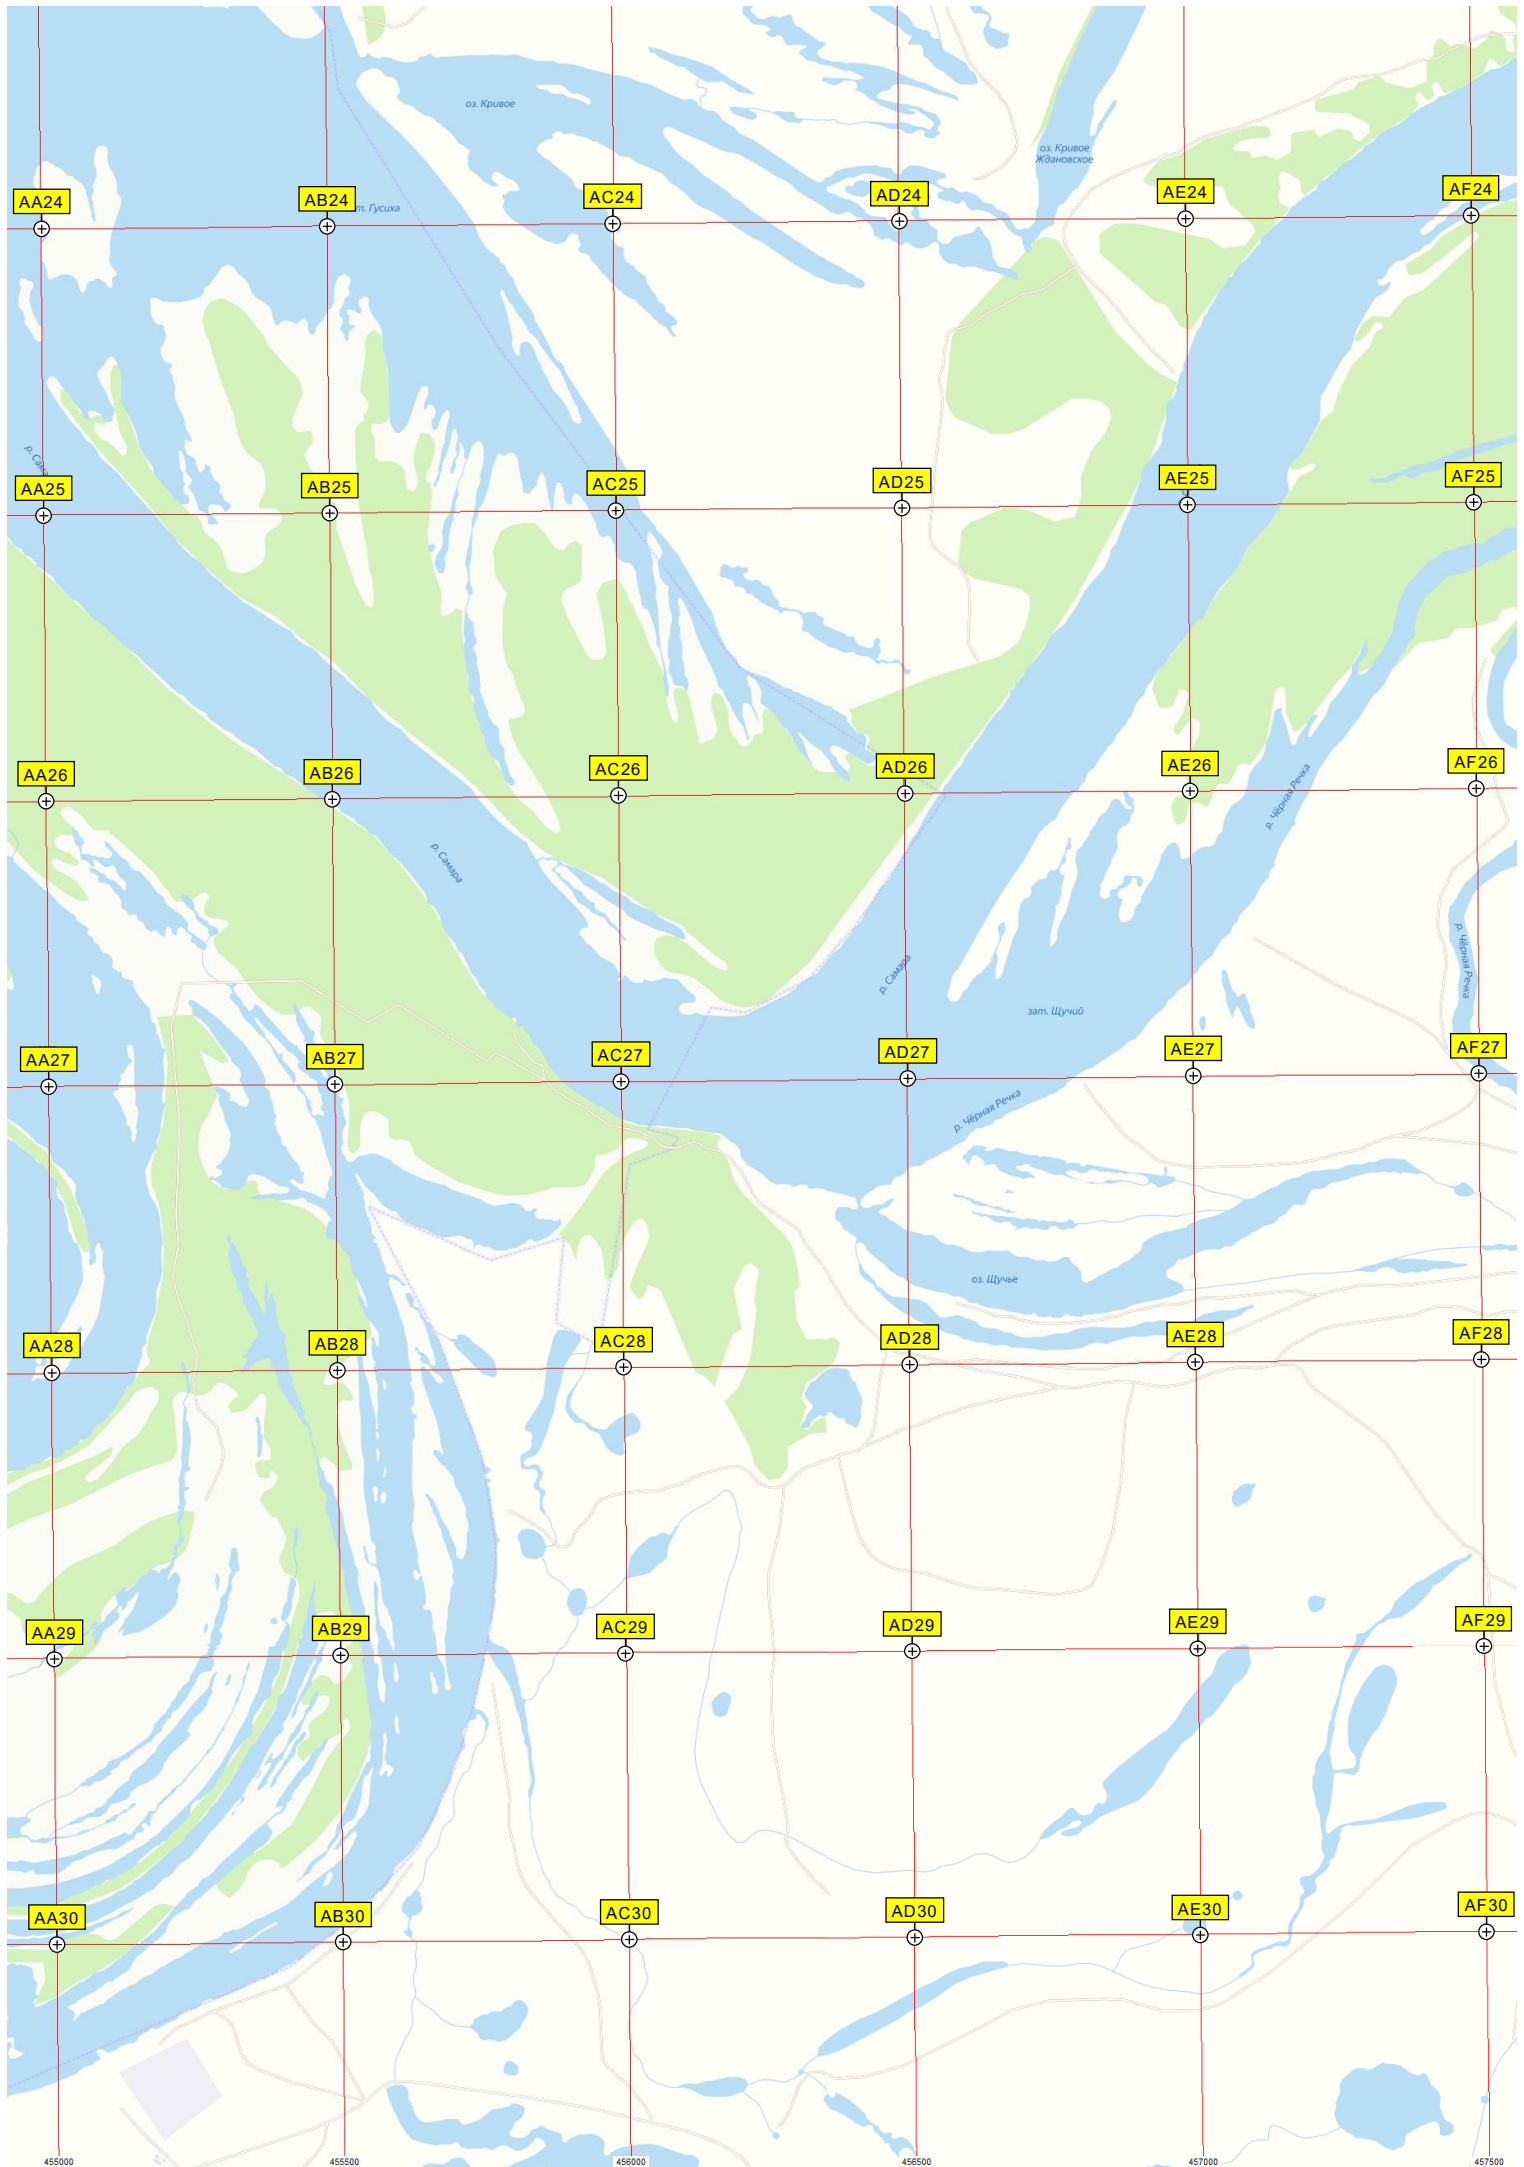 оз. Кривое
оз. Кривое
Ждановское
AA24
AB24
AC24
AD24
AE24
AF24
Гусиха
AA25
AB25
AC25
AD25
AE25
AF25
AA26
AB26
AC26
AD26
AE26
AF26
р. Чёрная Речка
р. Самара
р. Чёрная Речка
р. Самара
зат. Щучий
AA27
AB27
AC27
AD27
AE27
AF27
р. Чёрная Речка
оз. Щучье
AA28
AB28
AC28
AD28
AE28
AF28
AA29
AB29
AC29
AD29
AE29
AF29
AA30
AB30
AC30
AD30
AE30
AF30
455000
455500
456000
456500
457000
457500